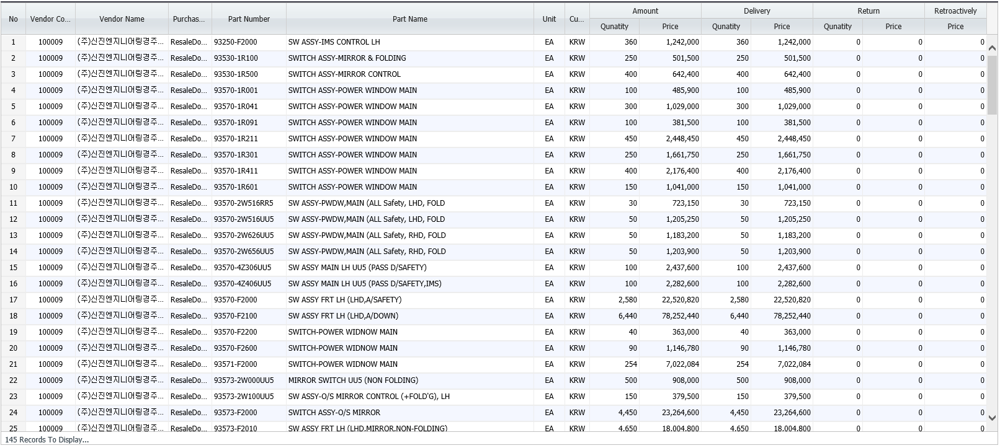 No Vendor Co... Vendor Name Purchas... Part Number Part Name Unit Cu... Amount Delivery Return Retroactively
Qunatity Price Qunatity Price Qunatity Price Price
1 100009 (주)신진엔지니어링경주... ResaleDo... 93250-F2000 SW ASSY-IMS CONTROL LH EA KRW 360 1,242,000 360 1,242,000 0 0 0
2 100009 (주)신진엔지니어링경주... ResaleDo... 93530-1R100 SWITCH ASSY-MIRROR & FOLDING EA KRW 250 501,500 250 501,500 0 0 0
3 100009 (주)신진엔지니어링경주... ResaleDo... 93530-1R500 SWITCH ASSY-MIRROR CONTROL EA KRW 400 642,400 400 642,400 0 0 0
4 100009 (주)신진엔지니어링경주... ResaleDo... 93570-1R001 SWITCH ASSY-POWER WINDOW MAIN EA KRW 100 485,900 100 485,900 0 0 0
5 100009 (주)신진엔지니어링경주... ResaleDo... 93570-1R041 SWITCH ASSY-POWER WINDOW MAIN EA KRW 300 1,029,000 300 1,029,000 0 0 0
6 100009 (주)신진엔지니어링경주... ResaleDo... 93570-1R091 SWITCH ASSY-POWER WINDOW MAIN EA KRW 100 381,500 100 381,500 0 0 0
7 100009 (주)신진엔지니어링경주... ResaleDo... 93570-1R211 SWITCH ASSY-POWER WINDOW MAIN EA KRW 450 2,448,450 450 2,448,450 0 0 0
8 100009 (주)신진엔지니어링경주... ResaleDo... 93570-1R301 SWITCH ASSY-POWER WINDOW MAIN EA KRW 250 1,661,750 250 1,661,750 0 0 0
9 100009 (주)신진엔지니어링경주... ResaleDo... 93570-1R411 SWITCH ASSY-POWER WINDOW MAIN EA KRW 400 2,176,400 400 2,176,400 0 0 0
10 100009 (주)신진엔지니어링경주... ResaleDo... 93570-1R601 SWITCH ASSY-POWER WINDOW MAIN EA KRW 150 1,041,000 150 1,041,000 0 0 0
11 100009 (주)신진엔지니어링경주... ResaleDo... 93570-2W516RR5 SW ASSY-PWDW,MAIN (ALL Safety, LHD, FOLD EA KRW 30 723,150 30 723,150 0 0 0
12 100009 (주)신진엔지니어링경주... ResaleDo... 93570-2W516UU5 SW ASSY-PWDW,MAIN (ALL Safety, LHD, FOLD EA KRW 50 1,205,250 50 1,205,250 0 0 0
13 100009 (주)신진엔지니어링경주... ResaleDo... 93570-2W626UU5 SW ASSY-PWDW,MAIN (ALL Safety, RHD, FOLD EA KRW 50 1,183,200 50 1,183,200 0 0 0
14 100009 (주)신진엔지니어링경주... ResaleDo... 93570-2W656UU5 SW ASSY-PWDW,MAIN (ALL Safety, RHD, FOLD EA KRW 50 1,203,900 50 1,203,900 0 0 0
15 100009 (주)신진엔지니어링경주... ResaleDo... 93570-4Z306UU5 SW ASSY MAIN LH UU5 (PASS D/SAFETY) EA KRW 100 2,437,600 100 2,437,600 0 0 0
16 100009 (주)신진엔지니어링경주... ResaleDo... 93570-4Z406UU5 SW ASSY MAIN LH UU5 (PASS D/SAFETY,IMS) EA KRW 100 2,282,600 100 2,282,600 0 0 0
17 100009 (주)신진엔지니어링경주... ResaleDo... 93570-F2000 SW ASSY FRT LH (LHD,A/SAFETY) EA KRW 2,580 22,520,820 2,580 22,520,820 0 0 0
18 100009 (주)신진엔지니어링경주... ResaleDo... 93570-F2100 SW ASSY FRT LH (LHD,A/DOWN) EA KRW 6,440 78,252,440 6,440 78,252,440 0 0 0
19 100009 (주)신진엔지니어링경주... ResaleDo... 93570-F2200 SWITCH-POWER WIDNOW MAIN EA KRW 40 363,000 40 363,000 0 0 0
20 100009 (주)신진엔지니어링경주... ResaleDo... 93570-F2600 SWITCH-POWER WIDNOW MAIN EA KRW 90 1,146,780 90 1,146,780 0 0 0
21 100009 (주)신진엔지니어링경주... ResaleDo... 93571-F2000 SWITCH-POWER WIDNOW MAIN EA KRW 254 7,022,084 254 7,022,084 0 0 0
22 100009 (주)신진엔지니어링경주... ResaleDo... 93573-2W000UU5 MIRROR SWITCH UU5 (NON FOLDING) EA KRW 500 908,000 500 908,000 0 0 0
23 100009 (주)신진엔지니어링경주... ResaleDo... 93573-2W100UU5 SW ASSY-O/S MIRROR CONTROL (+FOLD'G), LH EA KRW 150 379,500 150 379,500 0 0 0
24 100009 (주)신진엔지니어링경주... ResaleDo... 93573-F2000 SWITCH ASSY-O/S MIRROR EA KRW 4,450 23,264,600 4,450 23,264,600 0 0 0
25 100009 (주)신진엔지니어링경주... ResaleDo... 93573-F2010 SW ASSY FRT LH (LHD,MIRROR,NON-FOLDING) EA KRW 4,650 18,004,800 4,650 18,004,800 0 0 0
145 Records To Display...